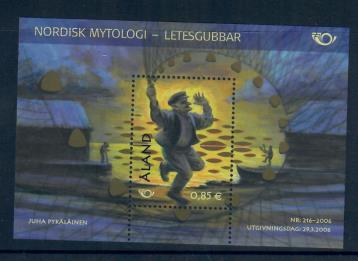 NORDISK MYTOLOGI – LETESGUBBAR
ÅLAND
0,85 €
JUHA PYKÄLÄINEN
NR: 216-2006
UTGIVNINGSDAG: 29.3.2006